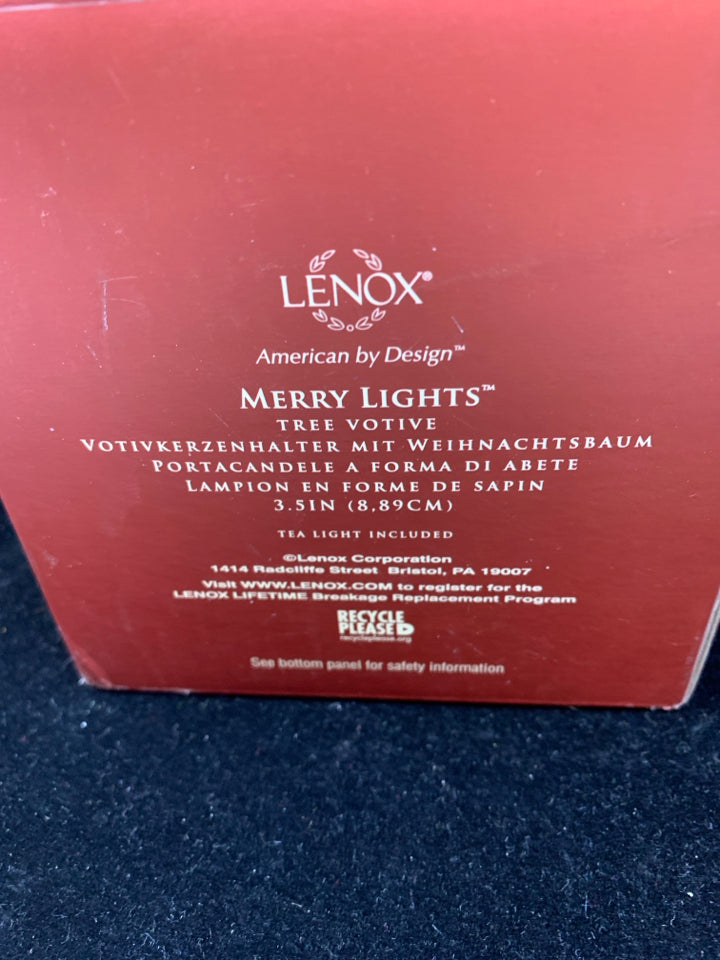 LENOX®
American by Design™
MERRY LIGHTS™
TREE VOTIVE
VOTIVKERZENHALTER MIT WEIHNACHTSBAUM
PORTACANDELE A FORMA DI ABETE
LAMPION EN FORME DE SAPIN
3.5IN (8,89CM)
TEA LIGHT INCLUDED
©Lenox Corporation
1414 Radcliffe Street Bristol, PA 19007
Visit WWW.LENOX.COM to register for the
LENOX LIFETIME Breakage Replacement Program
RECYCLE
PLEASE
recycleplease.org
See bottom panel for safety information